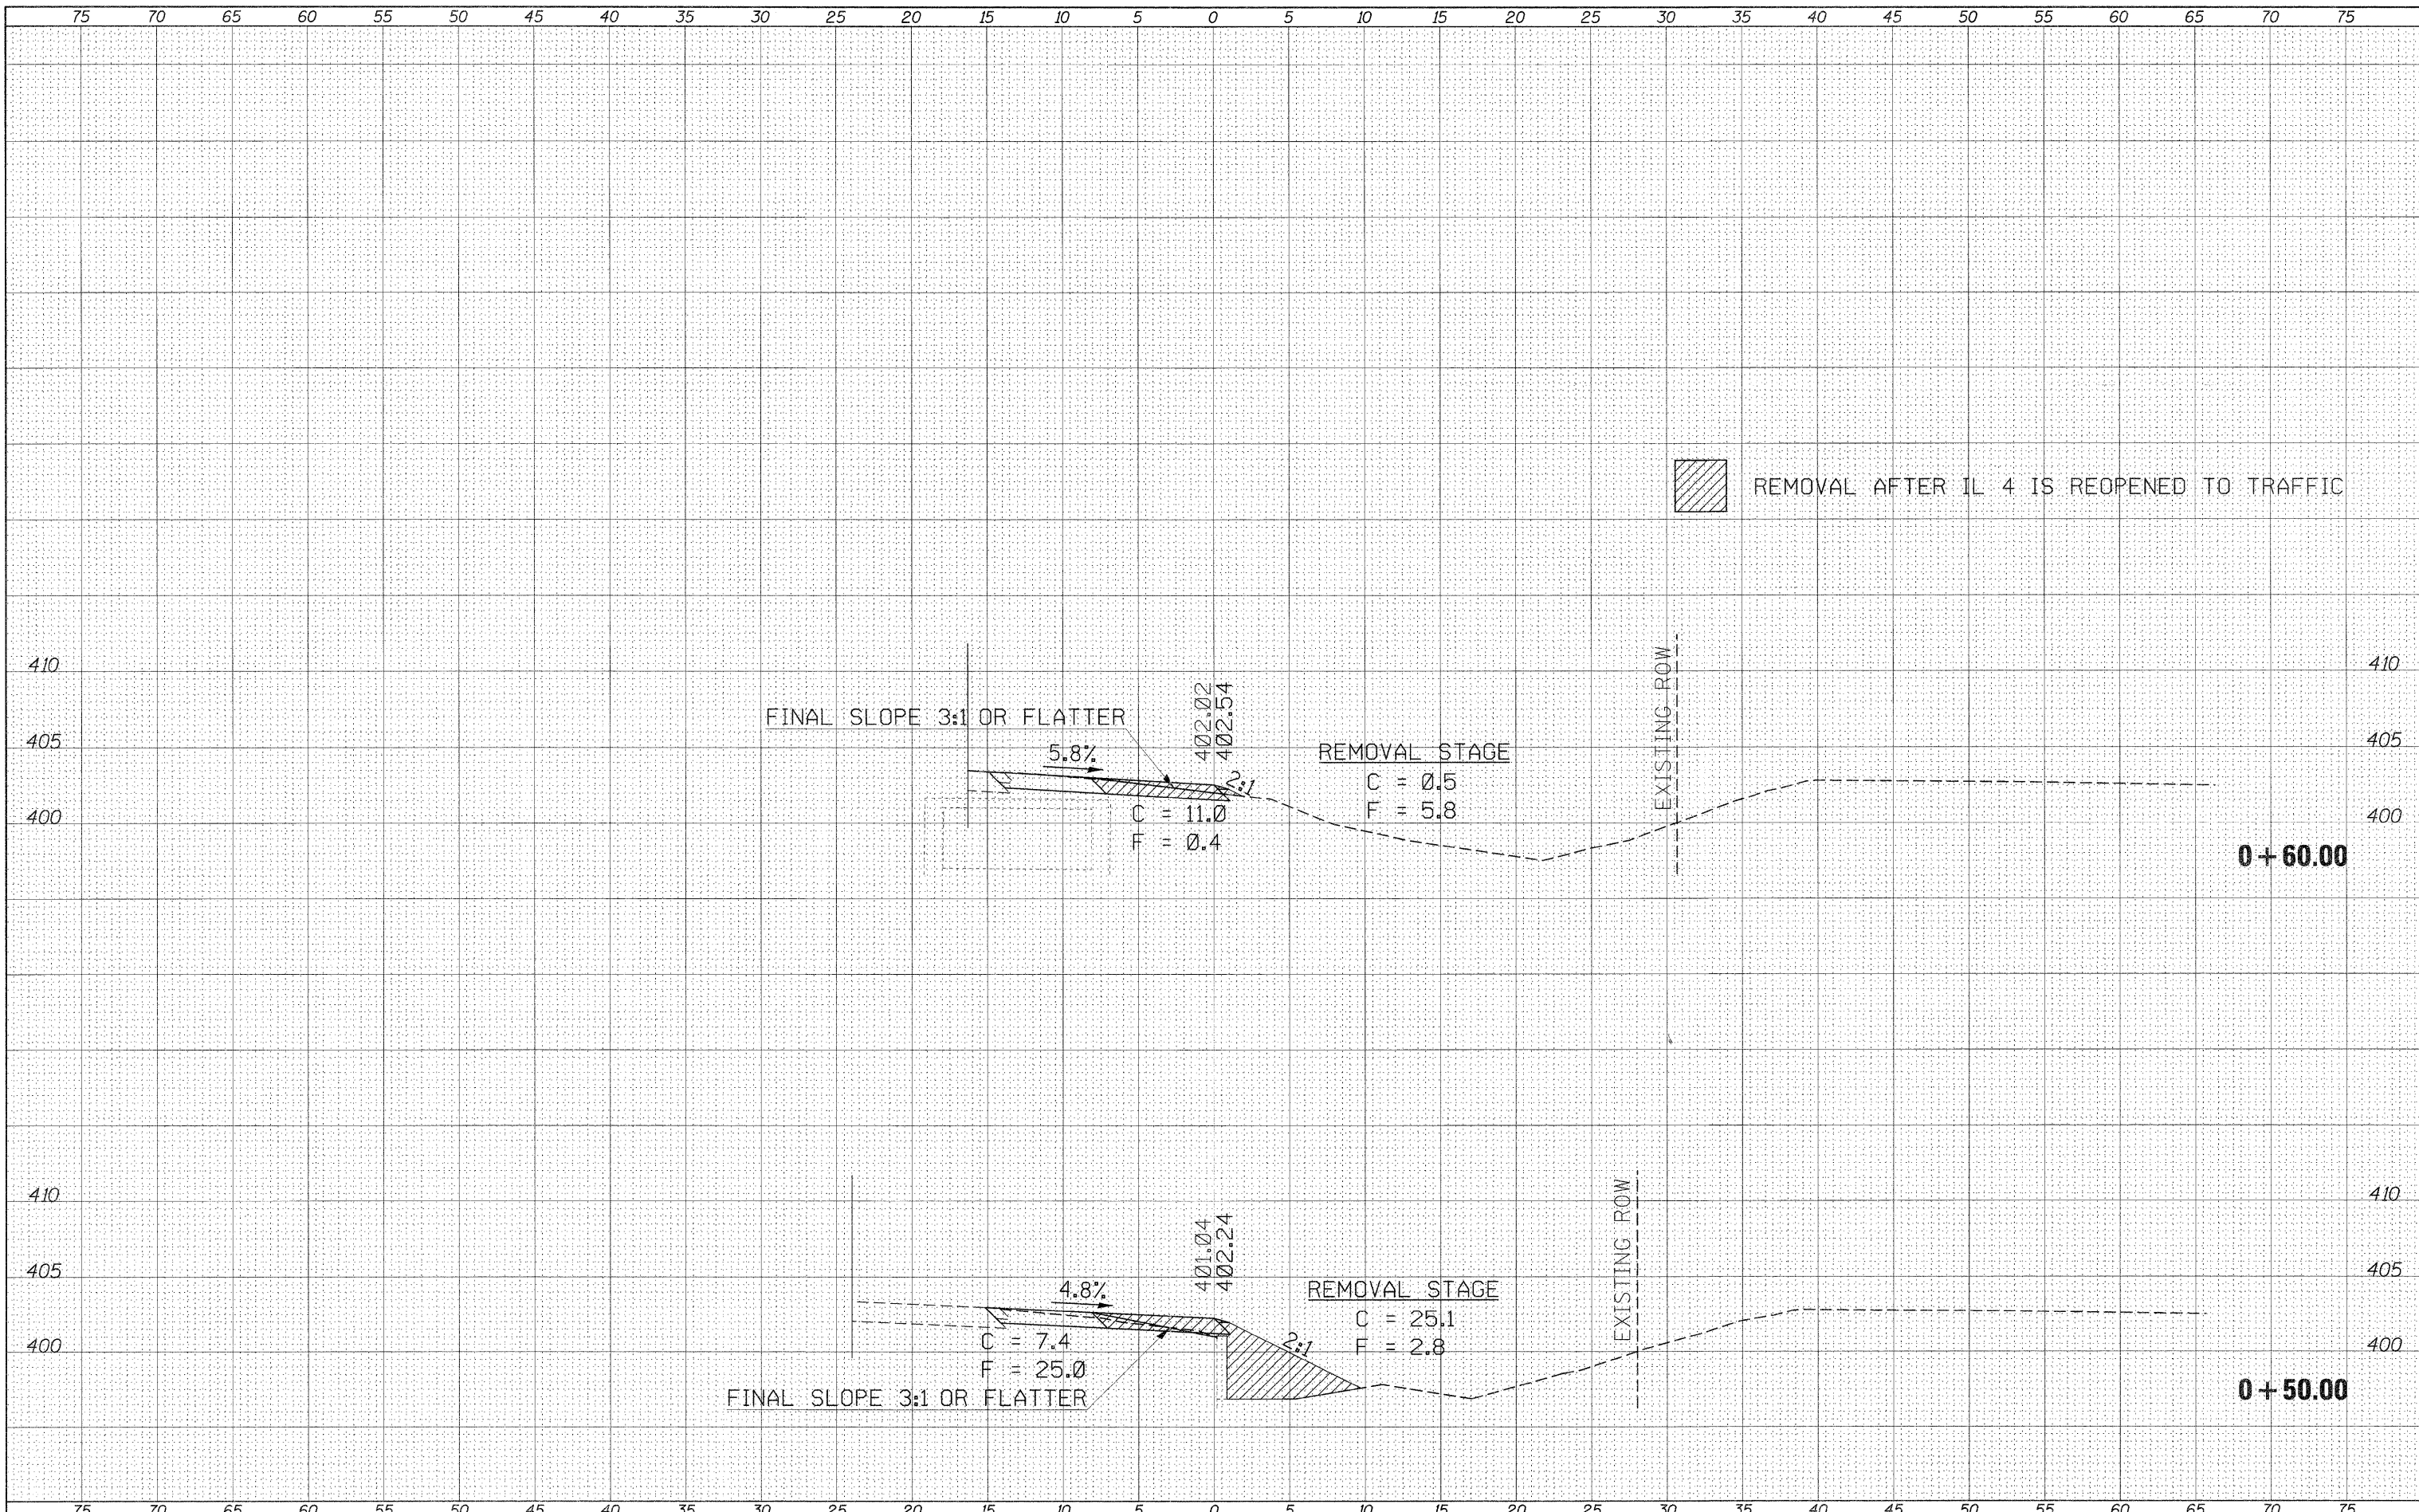 75 70 65 60 55 50 45 40 35 30 25 20 15 10 5 0 5 10 15 20 25 30 35 40 45 50 55 60 65 70 75
REMOVAL AFTER IL 4 IS REOPENED TO TRAFFIC
EXISTING ROW
410 410
402.02
402.54
FINAL SLOPE 3:1 OR FLATTER
405 405
5.8%
REMOVAL STAGE
2:1
C = 0.5
F = 5.8
C = 11.0
F = 0.4
400 400
0+60.00
EXISTING ROW
410 410
401.04
402.24
405 405
4.8%
REMOVAL STAGE
C = 25.1
F = 2.8
2:1
C = 7.4
F = 25.0
400 400
FINAL SLOPE 3:1 OR FLATTER
0+50.00
75 70 65 60 55 50 45 40 35 30 25 20 15 10 5 0 5 10 15 20 25 30 35 40 45 50 55 60 65 70 75